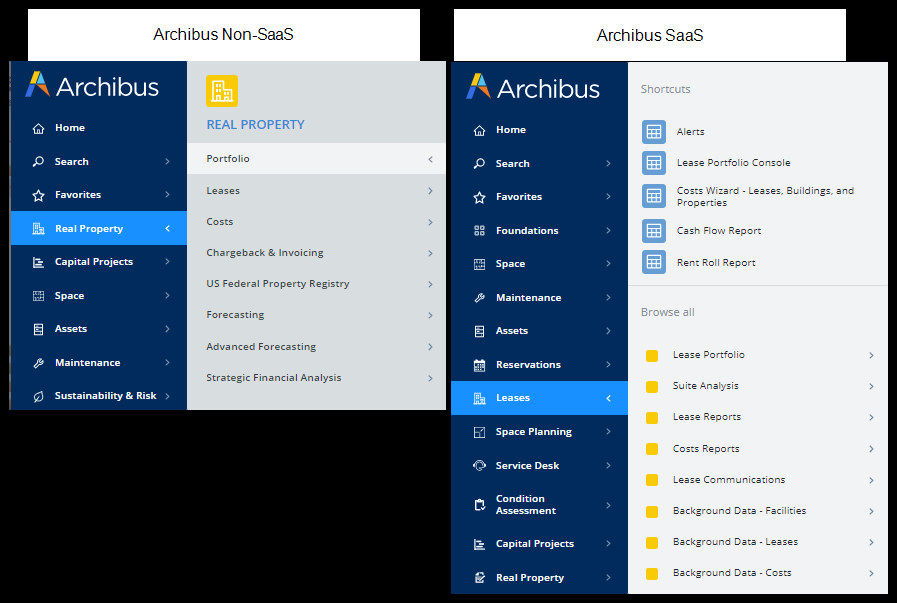 Archibus Non-SaaS
Archibus
Home
Search
Favorites
Real Property
Capital Projects
Space
Assets
Maintenance
Sustainability & Risk
REAL PROPERTY
Portfolio
Leases
Costs
Chargeback & Invoicing
US Federal Property Registry
Forecasting
Advanced Forecasting
Strategic Financial Analysis
Archibus SaaS
Archibus
Home
Search
Favorites
Foundations
Space
Maintenance
Assets
Reservations
Leases
Space Planning
Service Desk
Condition
Assessment
Capital Projects
Real Property
Shortcuts
Alerts
Lease Portfolio Console
Costs Wizard - Leases, Buildings, and
Properties
Cash Flow Report
Rent Roll Report
Browse all
Lease Portfolio
Suite Analysis
Lease Reports
Costs Reports
Lease Communications
Background Data - Facilities
Background Data - Leases
Background Data - Costs